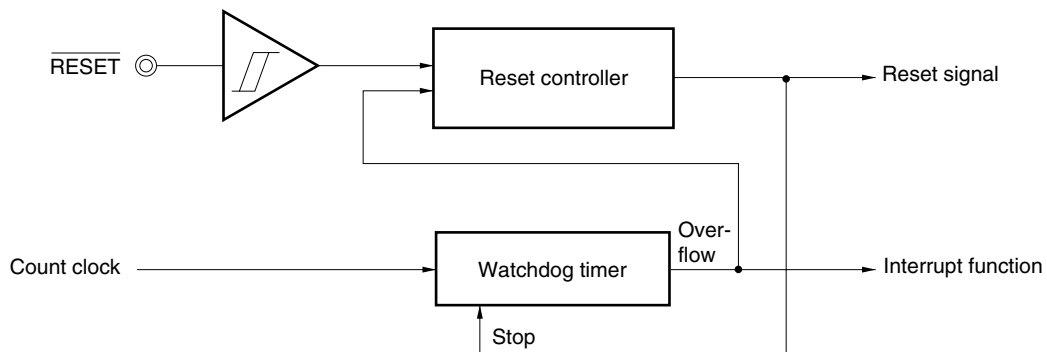 RESET
Reset controller
Reset signal
Over-
flow
Count clock
Watchdog timer
Interrupt function
Stop